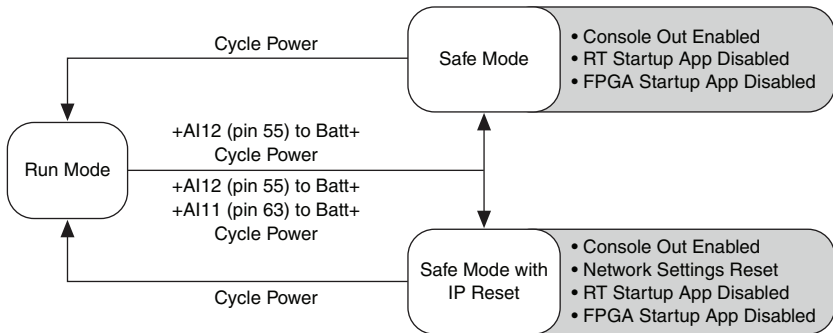 Cycle Power
Safe Mode
• Console Out Enabled
• RT Startup App Disabled
• FPGA Startup App Disabled
Run Mode
+AI12 (pin 55) to Batt+
Cycle Power
+AI12 (pin 55) to Batt+
+AI11 (pin 63) to Batt+
Cycle Power
Safe Mode with
IP Reset
• Console Out Enabled
• Network Settings Reset
• RT Startup App Disabled
• FPGA Startup App Disabled
Cycle Power